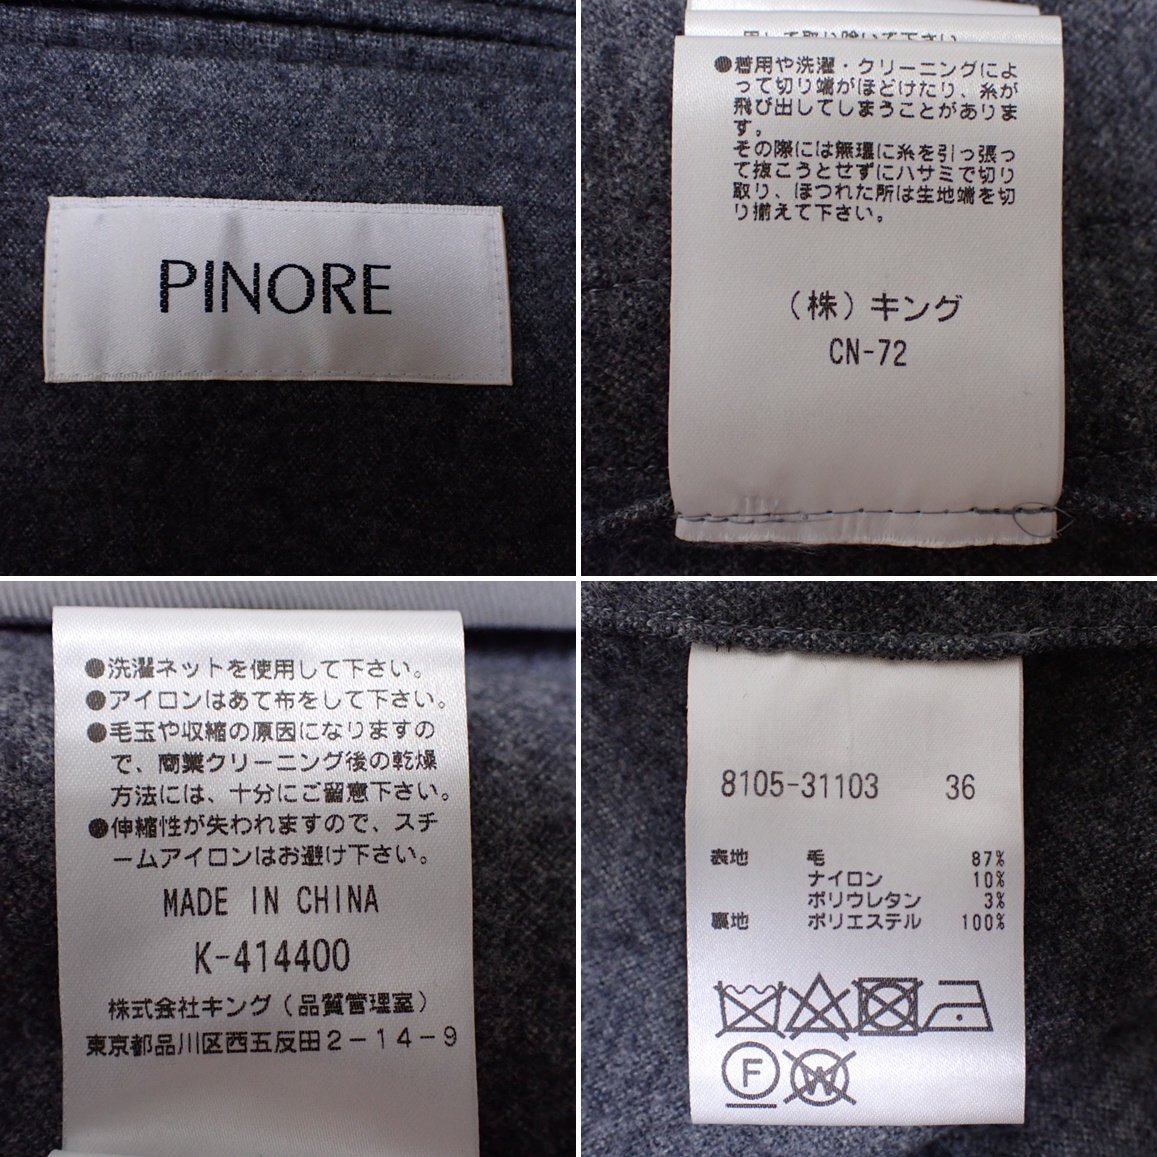 PINORE
用して取り除いて下さい。
●着用や洗濯・クリーニングによ
って切り端がほどけたり、糸が
飛び出してしまうことがありま
す。
その際には無理に糸を引っ張っ
て抜こうとせずにハサミで切り
取り、ほつれた所は生地端を切
り揃えて下さい。
（株）キング
CN-72
●洗濯ネットを使用して下さい。
●アイロンはあて布をして下さい。
●毛玉や収縮の原因になりますの
で、商業クリーニング後の乾燥
方法には、十分にご留意下さい。
●伸縮性が失われますので、スチ
ームアイロンはお避け下さい。
MADE IN CHINA
K-414400
株式会社キング（品質管理室）
東京都品川区西五反田2-14-9
8105-31103 36
表地 毛 87%
ナイロン 10%
ポリウレタン 3%
裏地 ポリエステル 100%
F
W